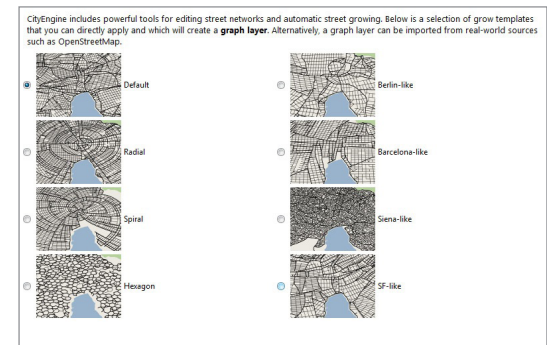 CityEngine includes powerful tools for editing street networks and automatic street growing. Below is a selection of grow templates
that you can directly apply and which will create a graph layer. Alternatively, a graph layer can be imported from real-world sources
such as OpenStreetMap.
Default
Berlin-like
Radial
Barcelona-like
Spiral
Siena-like
Hexagon
SF-like